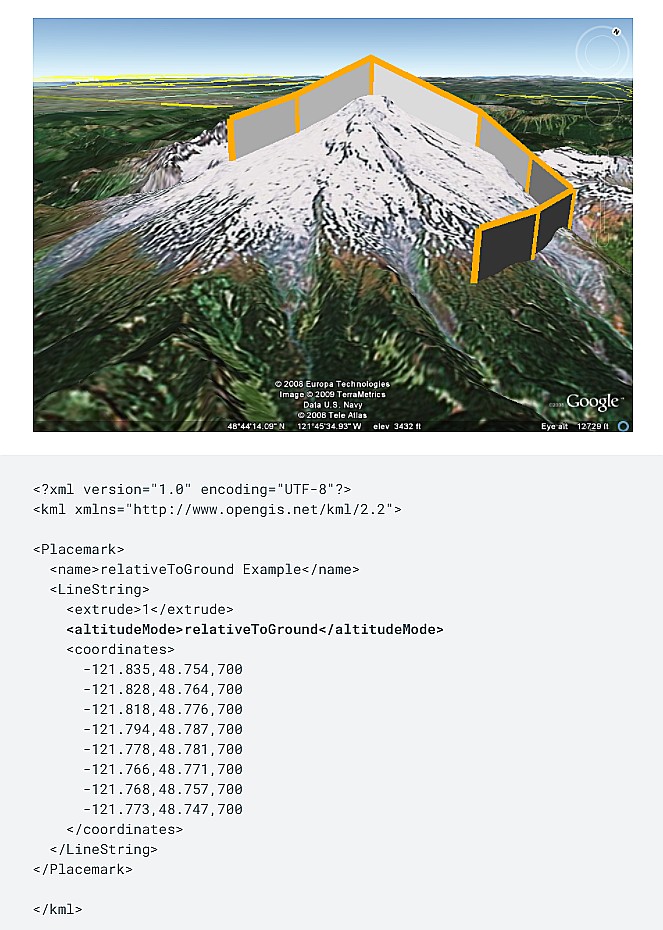 N
© 2008 Europa Technologies
Image © 2009 TerraMetrics
Data U.S. Navy
© 2008 Tele Atlas
Google™
48°44'14.09" N 121°45'34.93" W elev 3432 ft Eye alt 12729 ft
<?xml version="1.0" encoding="UTF-8"?>
<kml xmlns="http://www.opengis.net/kml/2.2">
<Placemark>
<name>relativeToGround Example</name>
<LineString>
<extrude>1</extrude>
<altitudeMode>relativeToGround</altitudeMode>
<coordinates>
-121.835,48.754,700
-121.828,48.764,700
-121.818,48.776,700
-121.794,48.787,700
-121.778,48.781,700
-121.766,48.771,700
-121.768,48.757,700
-121.773,48.747,700
</coordinates>
</LineString>
</Placemark>
</kml>